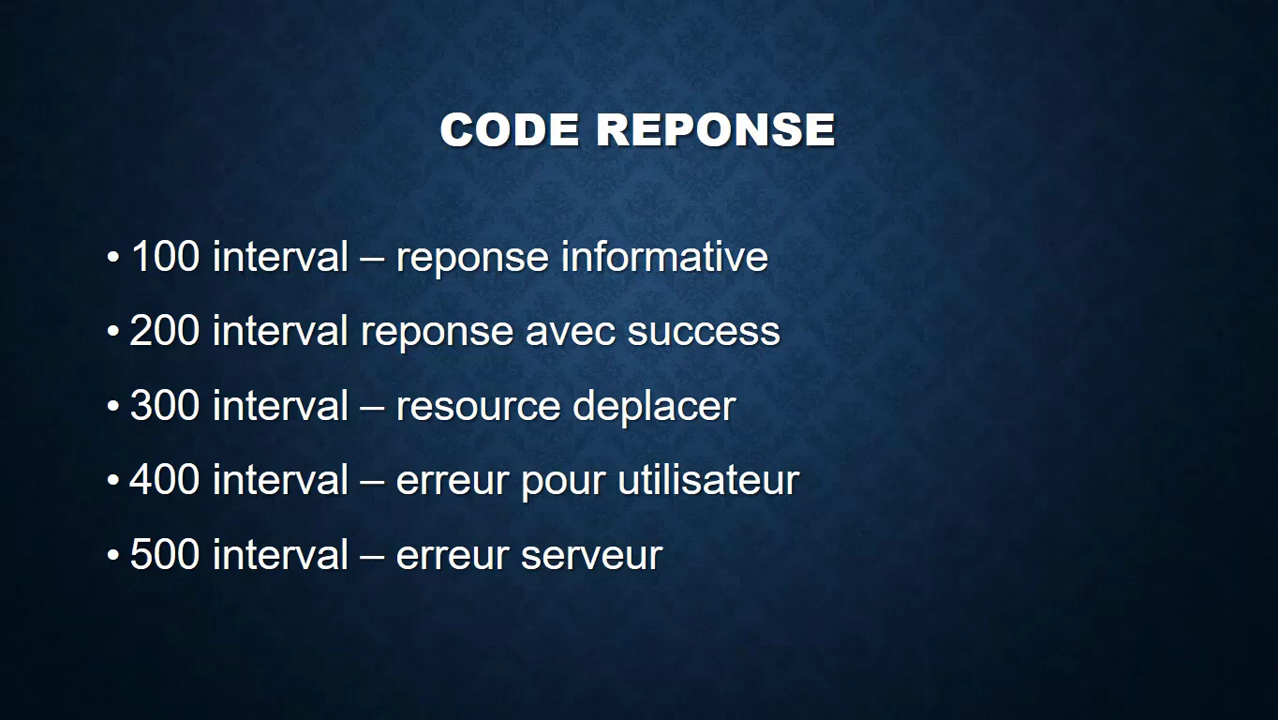 CODE REPONSE
• 100 interval – reponse informative
• 200 interval reponse avec success
• 300 interval – resource deplacer
• 400 interval – erreur pour utilisateur
• 500 interval – erreur serveur